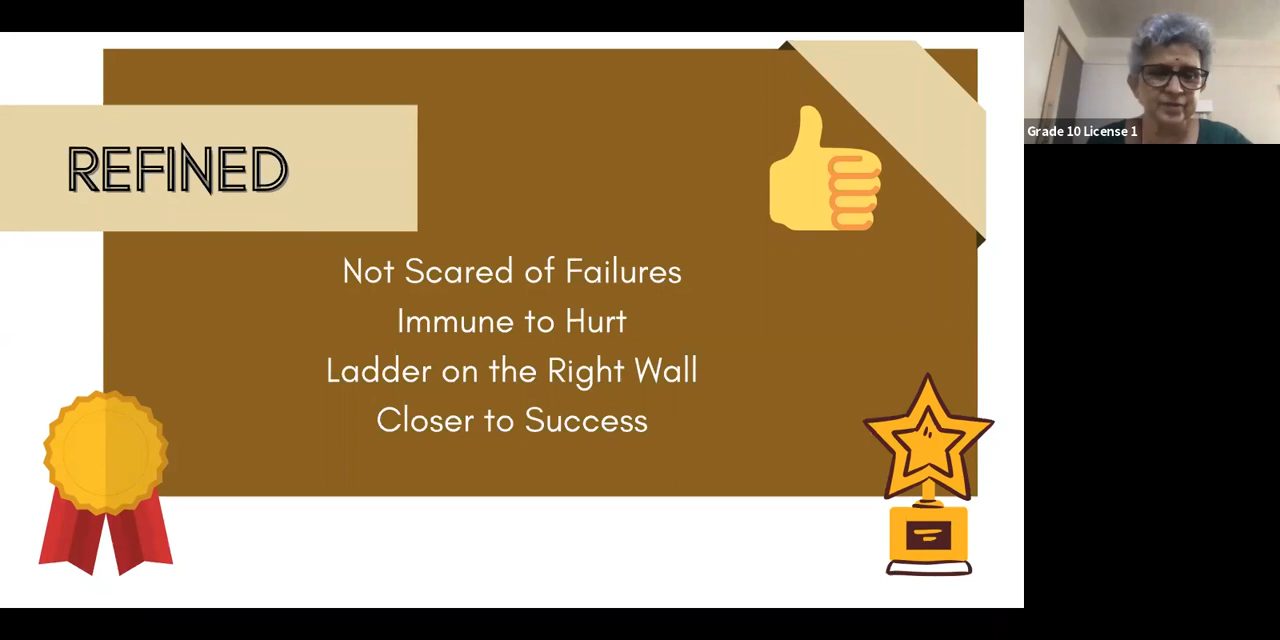 REFINED
Not Scared of Failures
Immune to Hurt
Ladder on the Right Wall
Closer to Success
Grade 10 License 1